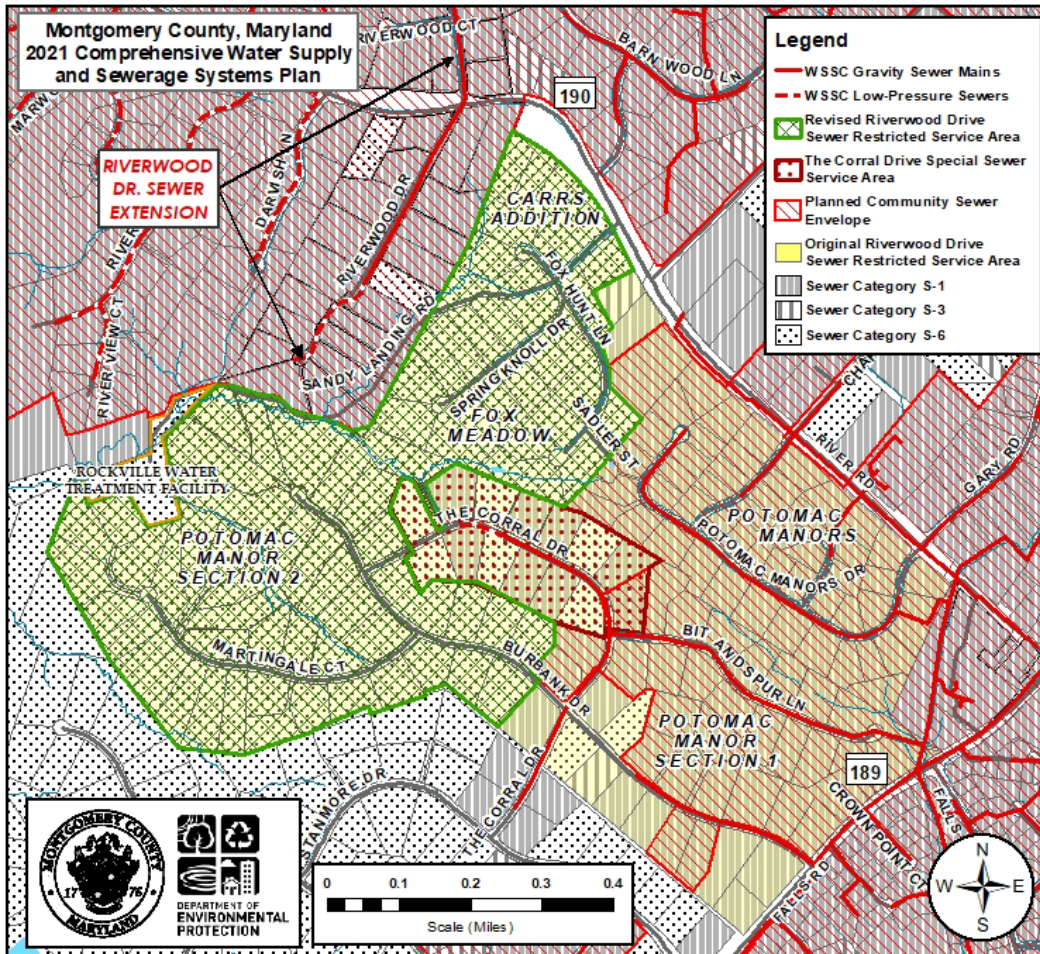 Montgomery County, Maryland
2021 Comprehensive Water Supply
and Sewerage Systems Plan
RIVERWOOD CT
BARN WOOD LN
190
Legend
WSSC Gravity Sewer Mains
WSSC Low-Pressure Sewers
Revised Riverwood Drive
Sewer Restricted Service Area
The Corral Drive Special Sewer
Service Area
Planned Community Sewer
Envelope
Original Riverwood Drive
Sewer Restricted Service Area
Sewer Category S-1
Sewer Category S-3
Sewer Category S-6
RIVERWOOD
DR. SEWER
EXTENSION
DARVISH LN
RIVERWOOD DR
CARRS
ADDITION
FOX HUNT LN
RIVER VIEW CT
SANDY LANDING RD
SPRING KNOLL DR
FOX
MEADOW
SADLER ST
RIVER RD
GARY RD
ROCKVILLE WATER
TREATMENT FACILITY
THE CORRAL DR
POTOMAC
MANORS
POTOMAC MANORS DR
POTOMAC
MANOR
SECTION 2
MARTINGALE CT
BURBANK DR
BIT AND SPUR LN
POTOMAC
MANOR
SECTION 1
189
STANMORE DR
THE CORRAL DR
CROWN POINT CT
FALLS
FALLS RD
MONTGOMERY COUNTY
17 76
MARYLAND
DEPARTMENT OF
ENVIRONMENTAL
PROTECTION
0 0.1 0.2 0.3 0.4
Scale (Miles)
N
W E
S